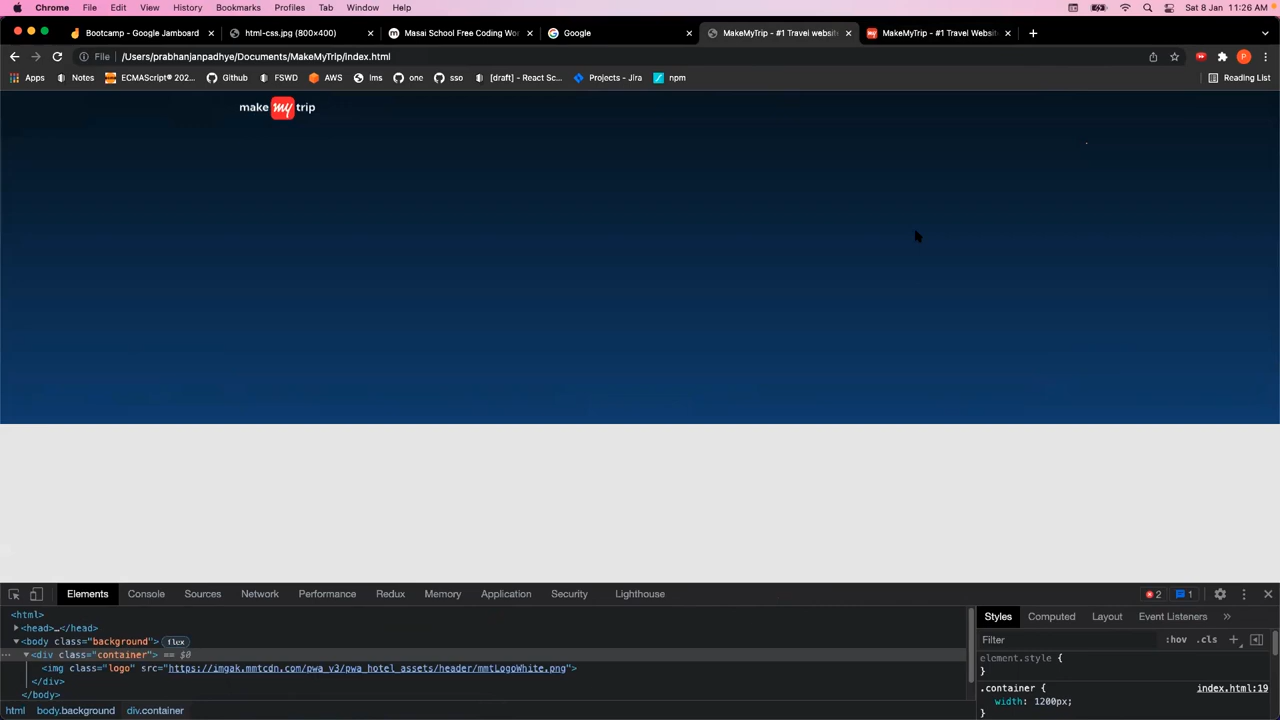 Chrome File Edit View History Bookmarks Profiles Tab Window Help Sat 8 Jan 11:26 AM
Bootcamp - Google Jamboard html-css.jpg (800×400) Masai School Free Coding Wor Google MakeMyTrip - #1 Travel websit MakeMyTrip - #1 Travel Websit
File /Users/prabhanjanpadhye/Documents/MakeMyTrip/index.html P
Apps Notes ECMAScript® 202... Github FSWD AWS lms one sso [draft] - React Sc... Projects - Jira npm Reading List
make my trip
Elements Console Sources Network Performance Redux Memory Application Security Lighthouse 2 1
<html>
<head>…</head>
<body class="background"> flex
<div class="container"> == $0
<img class="logo" src="https://imgak.mmtcdn.com/pwa_v3/pwa_hotel_assets/header/mmtLogoWhite.png">
</div>
</body>
html body.background div.container
Styles Computed Layout Event Listeners »
Filter :hov .cls +
element.style {
}
.container { index.html:19
width: 1200px;
}